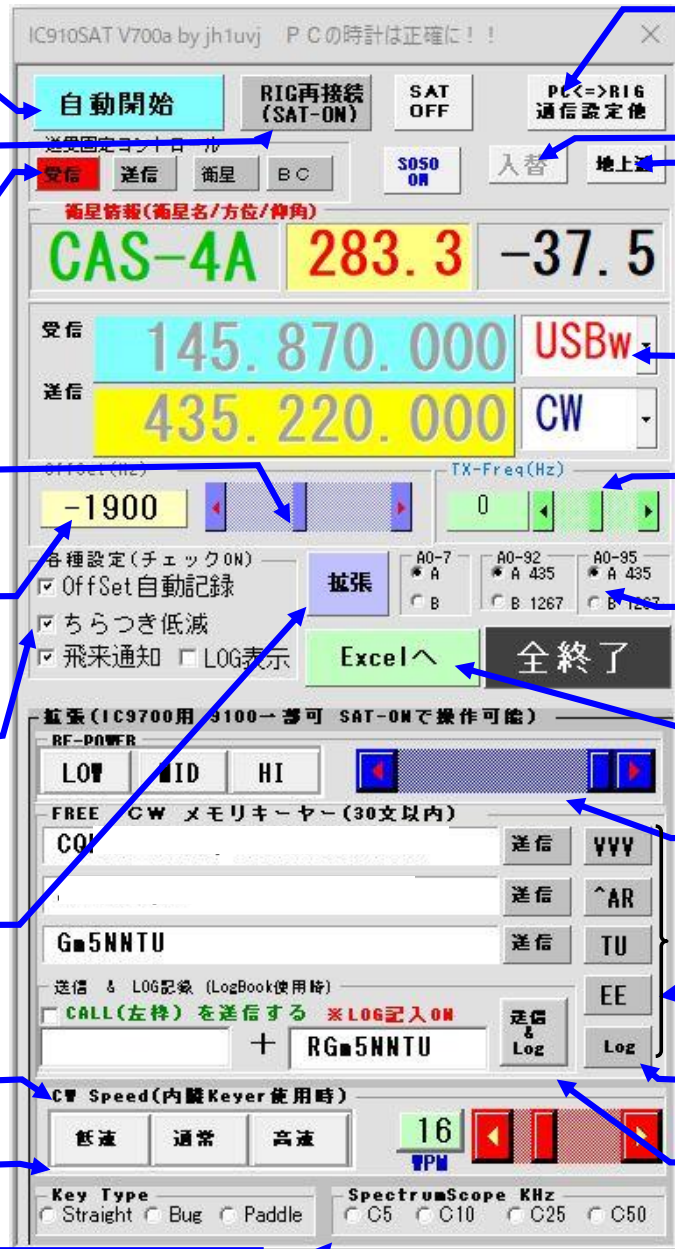 IC910SAT V700a by jh1uvj ＰＣの時計は正確に！！
自動開始
RIG再接続
(SAT-ON)
SAT
OFF
PC<=>RIG
通信設定他
送受固定コントロール
受信 送信 衛星 ＢＣ
SOSO
ON
入替
地上
衛星情報(衛星名/方位/仰角)
CAS-4A 283.3 -37.5
受信 145.870.000 USBw
送信 435.220.000 CW
OffSet(Hz)
-1900
TX-Freq(Hz)
0
各種設定(チェックON)
OffSet自動記録
ちらつき低減
飛来通知 LOG表示
拡張
AO-7
A
B
AO-92
A 435
B 1267
AO-95
A 435
B 1267
Excelへ
全終了
拡張(IC9700用 9100一部可 SAT-ONで操作可能)
RF-POWER
LOW MID HI
FREE CW メモリキーヤー(30文以内)
CQ 送信 VVV
送信 ^AR
Gm5NNTU 送信 TU
送信 & LOG記録 (LogBook使用時)
EE
CALL(左枠)を送信する ※LOG記入ON
+ RGm5NNTU
送信
&
Log
Log
CW Speed(内臓Keyer使用時)
低速 通常 高速
16
WPM
Key Type
Straight Bug Paddle
SpectrumScope KHz
C5 C10 C25 C50